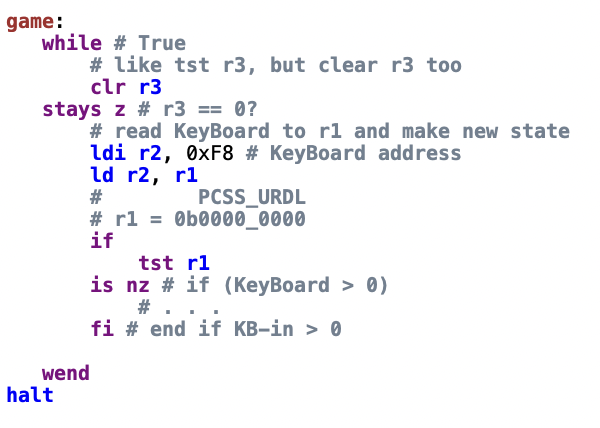 game:
    while # True
        # like tst r3, but clear r3 too
        clr r3
    stays z # r3 == 0?
        # read KeyBoard to r1 and make new state
        ldi r2, 0xF8 # KeyBoard address
        ld r2, r1
        #        PCSS_URDL
        # r1 = 0b0000_0000
        if
            tst r1
        is nz # if (KeyBoard > 0)
            # . . .
        fi # end if KB-in > 0

    wend
halt